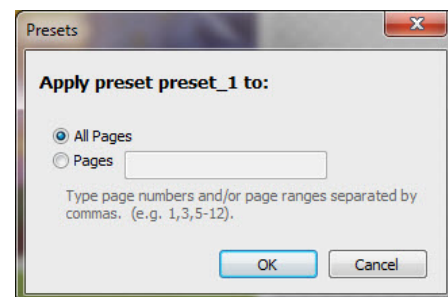 Presets
Apply preset preset_1 to:
All Pages
Pages
Type page numbers and/or page ranges separated by
commas. (e.g. 1,3,5-12).
OK Cancel